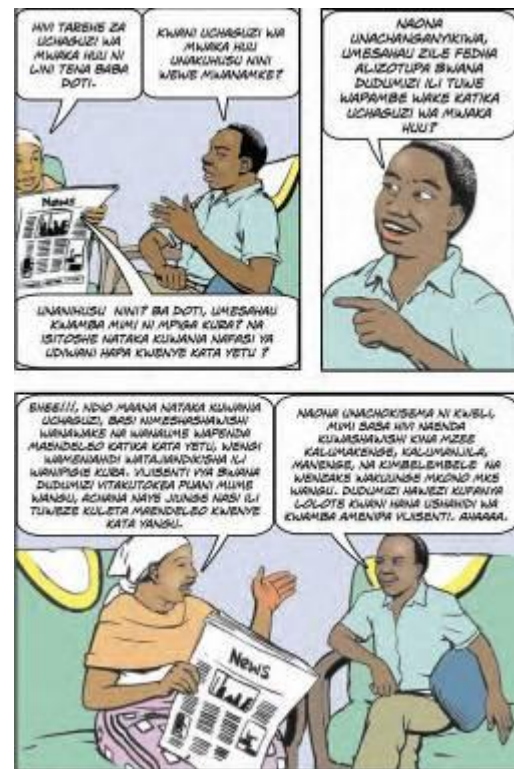 HIVI TAREHE ZA
UCHAGUZI WA
MWAKA HUU NI
LINI TENA BABA
DOTI.
KWANI UCHAGUZI WA
MWAKA HUU
UNAKUHUSU NINI
WEWE MWANAMKE?
News
UNANIHUSU NINI? BA DOTI, UMESAHAU
KWAMBA MIMI NI MPIGA KURA? NA
ISITOSHE NATAKA KUWANIA NAFASI YA
UDIWANI HAPA KWENYE KATA YETU ?
NAONA
UNACHANGANYIKIWA,
UMESAHAU ZILE FEDHA
ALIZOTUPA BWANA
DUDUMIZI ILI TUWE
WAPAMBE WAKE KATIKA
UCHAGUZI WA MWAKA
HUU?
EHEE!!!, NDIO MAANA NATAKA KUWANIA
UCHAGUZI, BASI NIMESHASHAWISHI
WANAWAKE NA WANAUME WAPENDA
MAENDELEO KATIKA KATA YETU, WENGI
WAMENIAHIDI WATAJIANDIKISHA ILI
WANIPIGIE KURA. VIJISENTI VYA BWANA
DUDUMIZI VITAKUTOKEA PUANI MUME
WANGU, ACHANA NAYE JIUNGE NASI ILI
TUWEZE KULETA MAENDELEO KWENYE
KATA YANGU.
NAONA UNACHOKISEMA NI KWELI,
MIMI SASA HIVI NAENDA
KUWASHAWISHI KINA MZEE
KALUMAKENGE, KALUMANJILA,
MANENGE, NA KIMBELEMBELE NA
WENZAKE WAKUUNGE MKONO MKE
WANGU. DUDUMIZI HAWEZI KUFANYA
LOLOTE KWANI HANA USHAHIDI WA
KWAMBA AMENIPA VIJISENTI. AHAAAA.
News